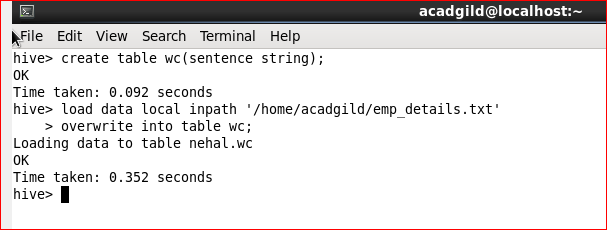 acadgild@localhost:~
File Edit View Search Terminal Help
hive> create table wc(sentence string);
OK
Time taken: 0.092 seconds
hive> load data local inpath '/home/acadgild/emp_details.txt'
    > overwrite into table wc;
Loading data to table nehal.wc
OK
Time taken: 0.352 seconds
hive>